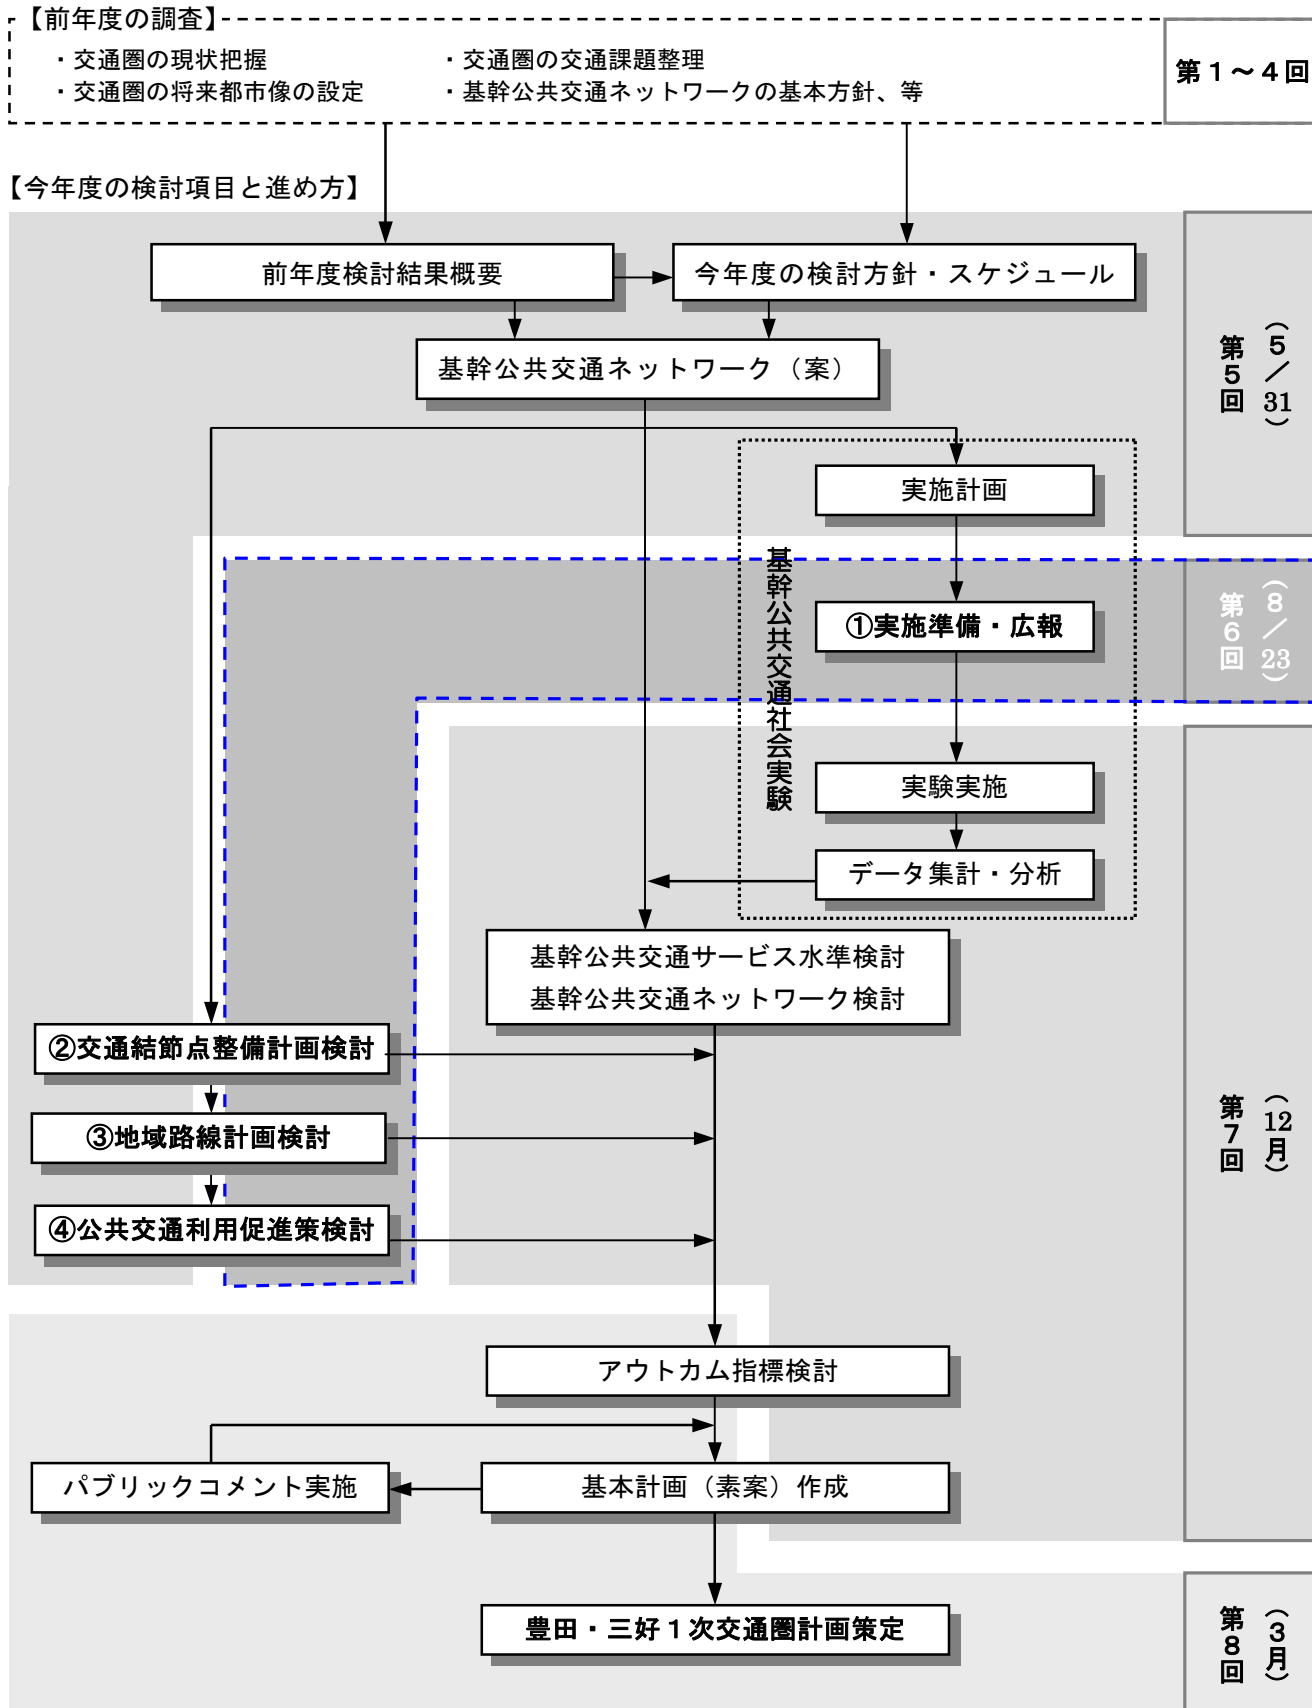 【前年度の調査】
・交通圏の現状把握
・交通圏の交通課題整理
・交通圏の将来都市像の設定
・基幹公共交通ネットワークの基本方針、等
第1～4回
【今年度の検討項目と進め方】
前年度検討結果概要
今年度の検討方針・スケジュール
基幹公共交通ネットワーク（案）
第5回
（5／31）
実施計画
基幹公共交通社会実験
①実施準備・広報
第6回
（8／23）
実験実施
データ集計・分析
基幹公共交通サービス水準検討
基幹公共交通ネットワーク検討
②交通結節点整備計画検討
③地域路線計画検討
④公共交通利用促進策検討
第7回
（12月）
アウトカム指標検討
パブリックコメント実施
基本計画（素案）作成
豊田・三好1次交通圏計画策定
第8回
（3月）